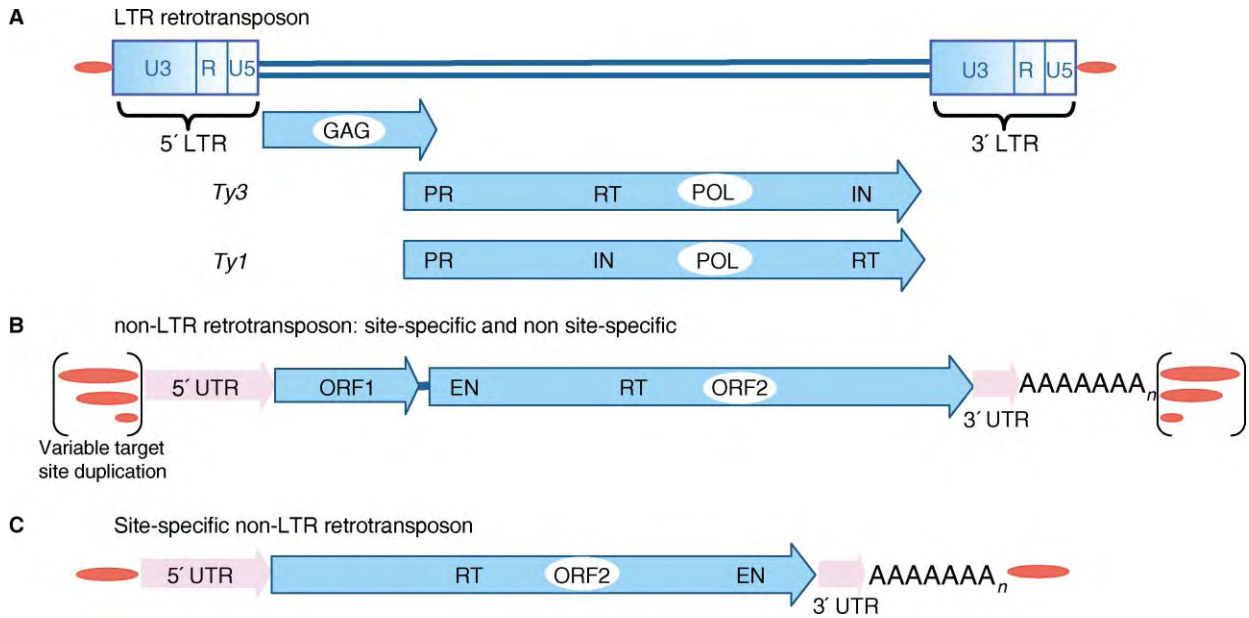 A LTR retrotransposon
U3 R U5 U3 R U5
5′ LTR 3′ LTR
GAG
Ty3 PR RT POL IN
Ty1 PR IN POL RT
B non-LTR retrotransposon: site-specific and non site-specific
5′ UTR ORF1 EN RT ORF2 AAAAAAAn
3′ UTR
Variable target
site duplication
C Site-specific non-LTR retrotransposon
5′ UTR RT ORF2 EN AAAAAAAn
3′ UTR